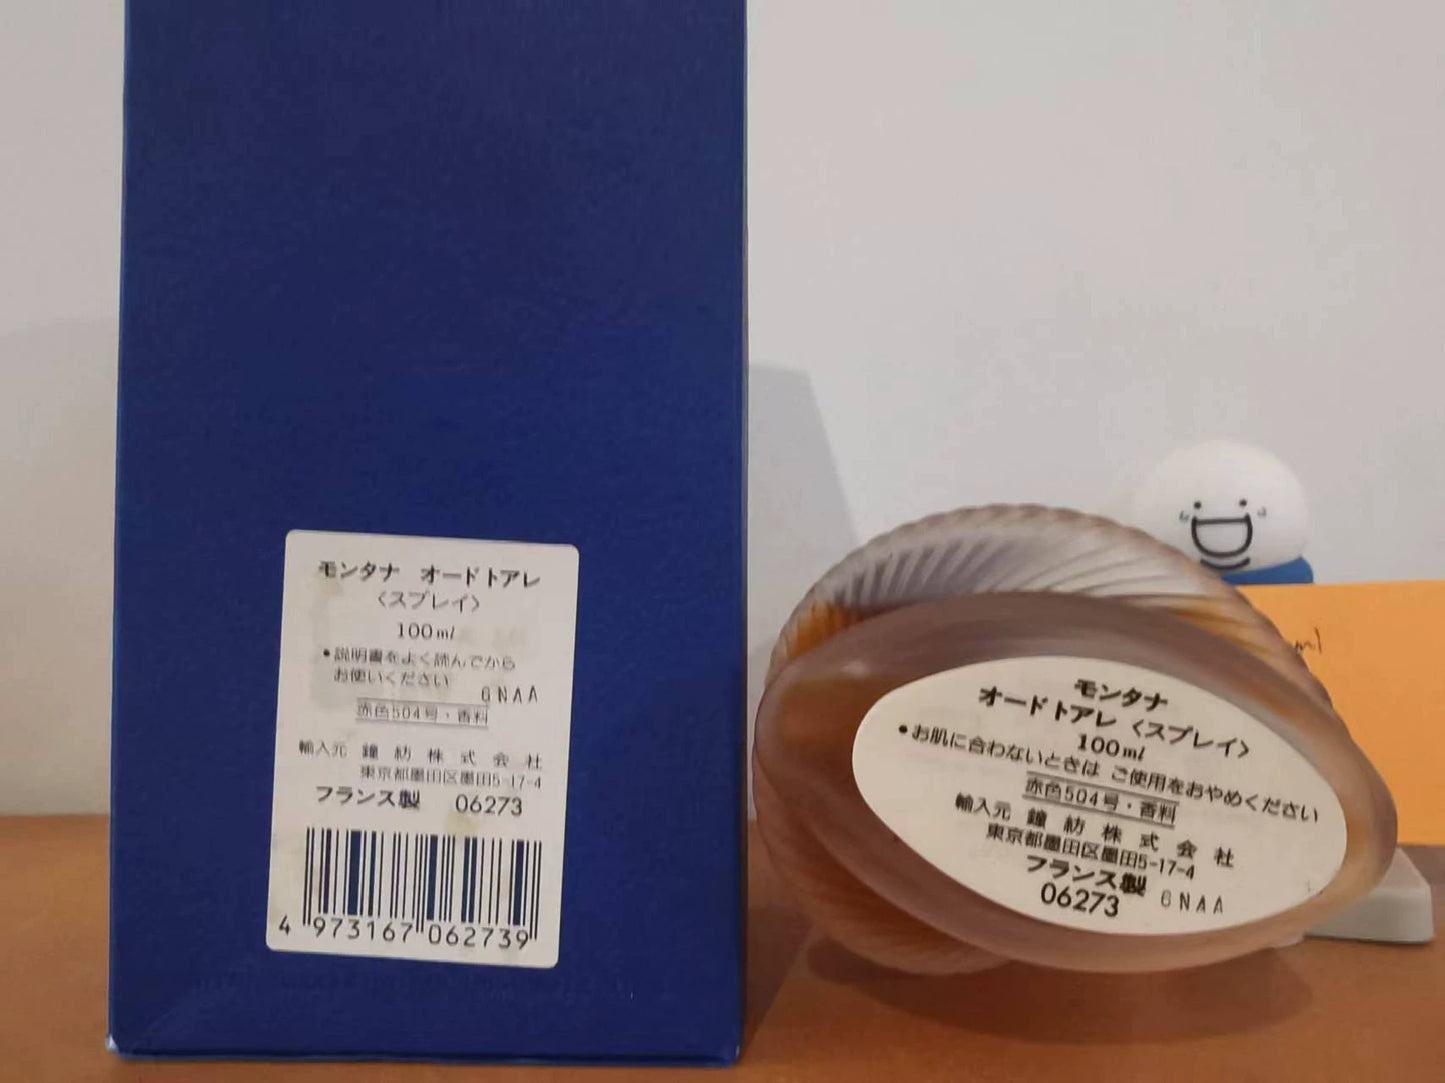 モンタナ オードトアレ
〈スプレイ〉
100ml
•説明書をよく読んでから
お使いください 6NAA
赤色504号・香料
輸入元 鐘紡株式会社
東京都墨田区墨田5-17-4
フランス製 06273
4 973167 062739
モンタナ
オードトアレ〈スプレイ〉
100ml
•お肌に合わないときは ご使用をおやめください
赤色504号・香料
輸入元 鐘紡株式会社
東京都墨田区墨田5-17-4
フランス製
06273 6NAA
ml